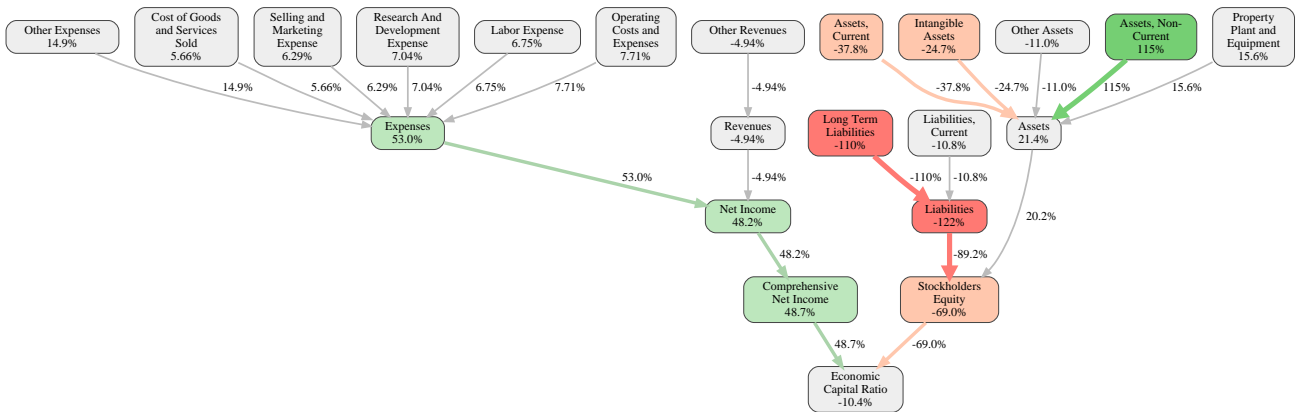 Other Expenses
14.9%
Cost of Goods
and Services
Sold
5.66%
Selling and
Marketing
Expense
6.29%
Research And
Development
Expense
7.04%
Labor Expense
6.75%
Operating
Costs and
Expenses
7.71%
Other Revenues
-4.94%
Assets,
Current
-37.8%
Intangible
Assets
-24.7%
Other Assets
-11.0%
Assets, Non-
Current
115%
Property
Plant and
Equipment
15.6%
14.9%
5.66%
6.29%
7.04%
6.75%
7.71%
-4.94%
-37.8%
-24.7%
-11.0%
115%
15.6%
Expenses
53.0%
Revenues
-4.94%
Long Term
Liabilities
-110%
Liabilities,
Current
-10.8%
Assets
21.4%
53.0%
-4.94%
-110%
-10.8%
20.2%
Net Income
48.2%
Liabilities
-122%
48.2%
-89.2%
Comprehensive
Net Income
48.7%
Stockholders
Equity
-69.0%
48.7%
-69.0%
Economic
Capital Ratio
-10.4%